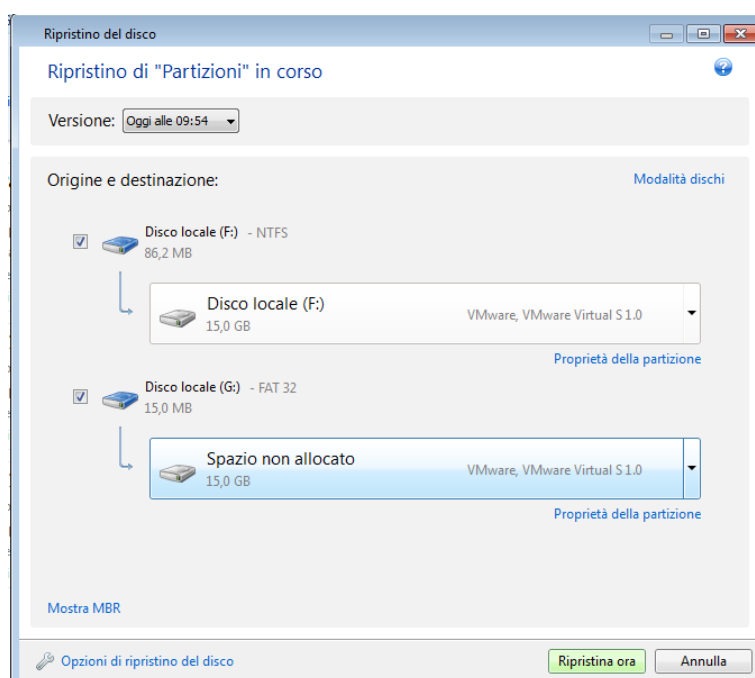 Ripristino del disco
Ripristino di "Partizioni" in corso
Versione: Oggi alle 09:54
Origine e destinazione:
Modalità dischi
Disco locale (F:) - NTFS
86,2 MB
Disco locale (F:)
15,0 GB
VMware, VMware Virtual S 1.0
Proprietà della partizione
Disco locale (G:) - FAT 32
15,0 MB
Spazio non allocato
15,0 GB
VMware, VMware Virtual S 1.0
Proprietà della partizione
Mostra MBR
Opzioni di ripristino del disco
Ripristina ora
Annulla